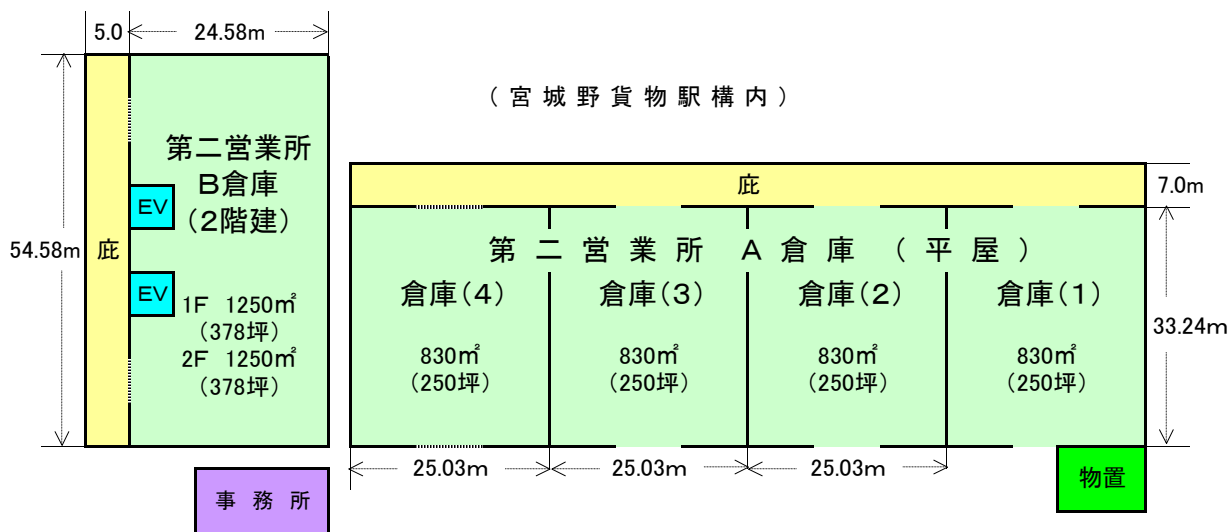 5.0
24.58m
(宮城野貨物駅構内)
第二営業所
B倉庫
(2階建)
EV
EV
庇
54.58m
1F 1250㎡
(378坪)
2F 1250㎡
(378坪)
事務所
庇
7.0m
第二営業所 A倉庫 (平屋)
倉庫(4)
倉庫(3)
倉庫(2)
倉庫(1)
33.24m
830㎡
(250坪)
830㎡
(250坪)
830㎡
(250坪)
830㎡
(250坪)
25.03m
25.03m
25.03m
物置